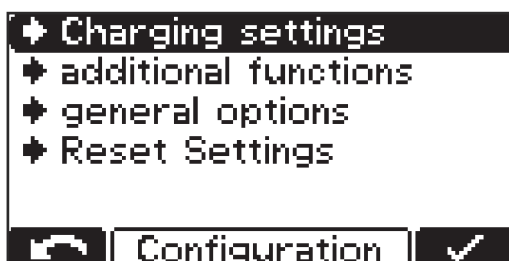 Charging settings
additional functions
general options
Reset Settings
Configuration